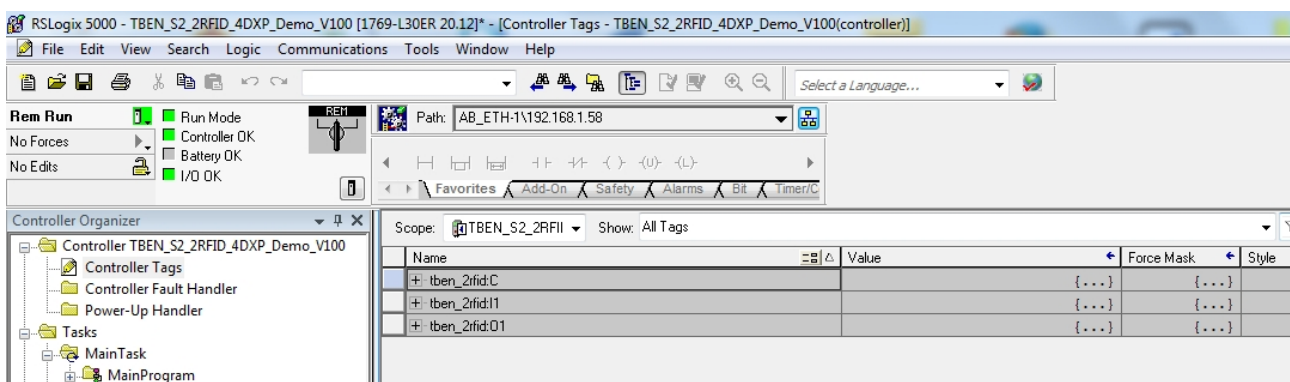 RSLogix 5000 - TBEN_S2_2RFID_4DXP_Demo_V100 [1769-L30ER 20.12]* - [Controller Tags - TBEN_S2_2RFID_4DXP_Demo_V100(controller)]
File Edit View Search Logic Communications Tools Window Help
Select a Language...
Rem Run
Run Mode
REM
Path: AB_ETH-1\192.168.1.58
No Forces
Controller OK
Battery OK
No Edits
I/O OK
Favorites Add-On Safety Alarms Bit Timer/C
Controller Organizer
Scope: TBEN_S2_2RFII Show: All Tags
Controller TBEN_S2_2RFID_4DXP_Demo_V100
Controller Tags
Controller Fault Handler
Power-Up Handler
Tasks
MainTask
MainProgram
Name Value Force Mask Style
tben_2rfid:C {...} {...}
tben_2rfid:I1 {...} {...}
tben_2rfid:O1 {...} {...}